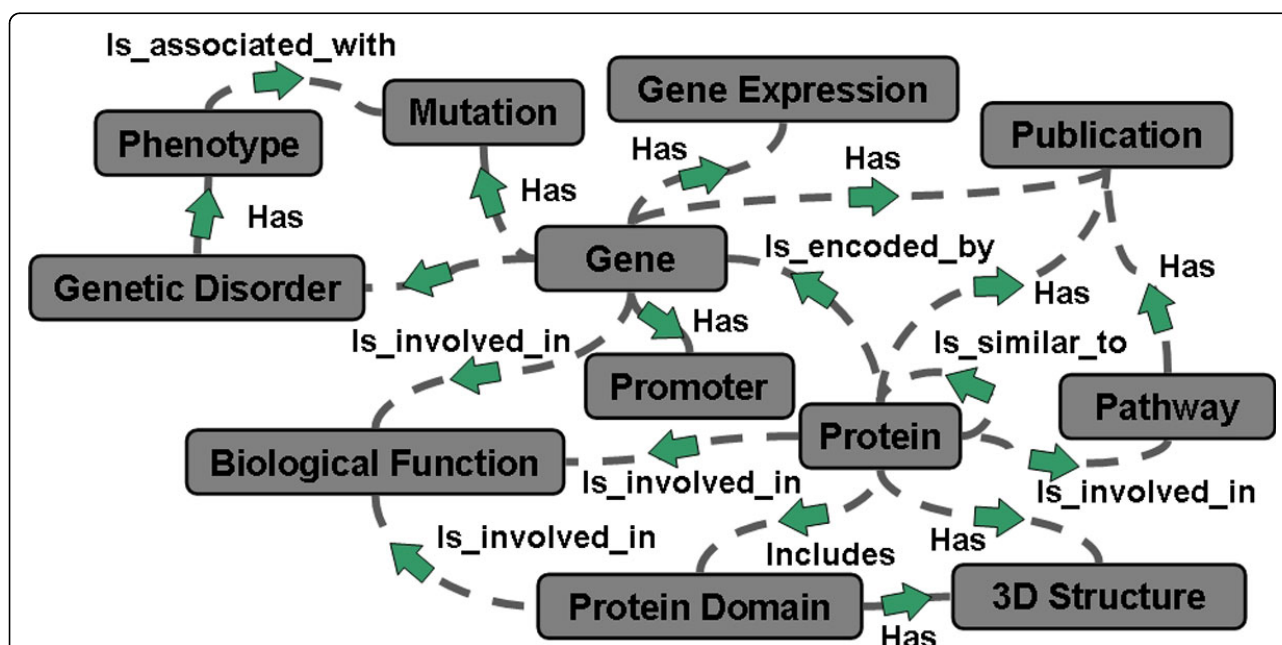 Is_associated_with
Gene Expression
Mutation
Publication
Phenotype
Has
Has
Has
Has
Gene
Is_encoded_by
Genetic Disorder
Has
Has
Has
Is_involved_in
Is_similar_to
Promoter
Pathway
Protein
Biological Function
Is_involved_in
Is_involved_in
Is_involved_in
Includes
Has
Protein Domain
3D Structure
Has